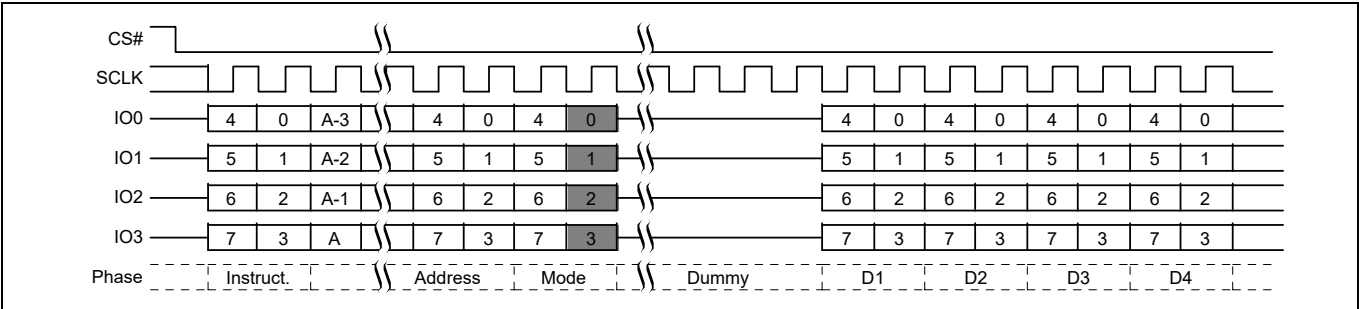 CS#
SCLK
IO0 4 0 A-3 4 0 4 0 4 0 4 0 4 0 4 0
IO1 5 1 A-2 5 1 5 1 5 1 5 1 5 1 5 1
IO2 6 2 A-1 6 2 6 2 6 2 6 2 6 2 6 2
IO3 7 3 A 7 3 7 3 7 3 7 3 7 3 7 3
Phase Instruct. Address Mode Dummy D1 D2 D3 D4